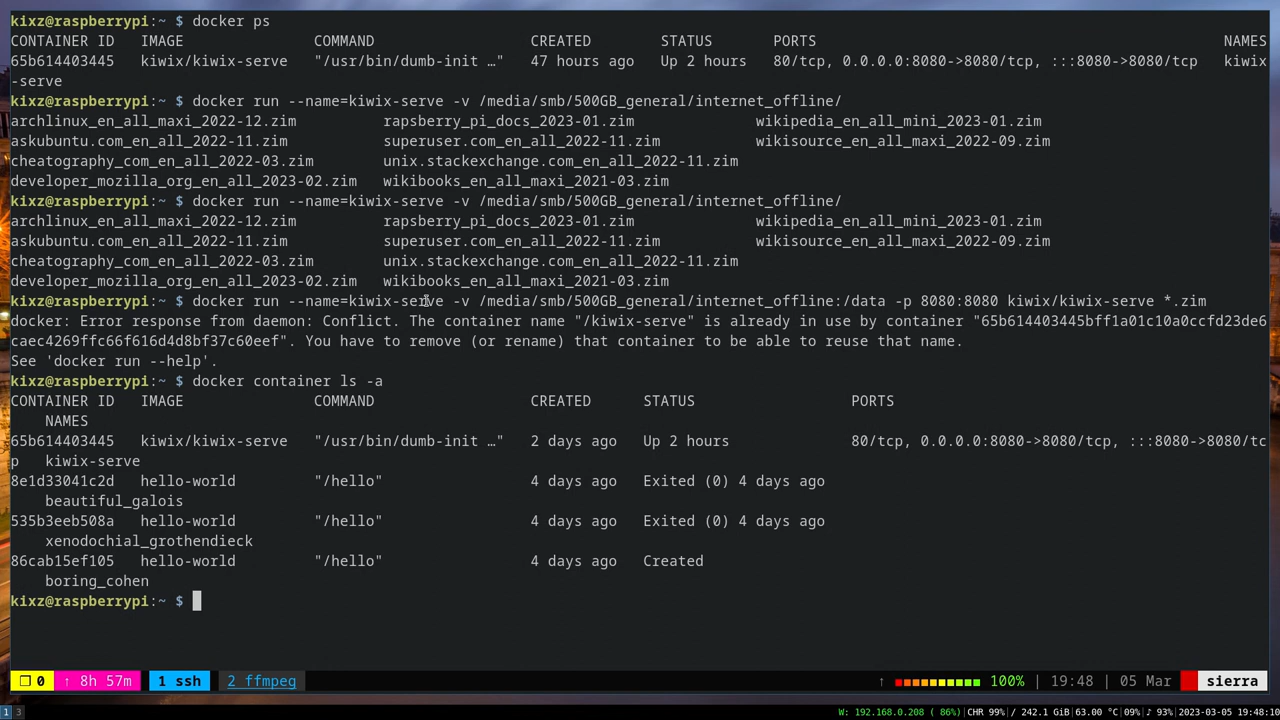 kixz@raspberrypi:~ $ docker ps
CONTAINER ID   IMAGE                COMMAND                  CREATED        STATUS       PORTS                                               NAMES
65b614403445   kiwix/kiwix-serve   "/usr/bin/dumb-init …"   47 hours ago   Up 2 hours   80/tcp, 0.0.0.0:8080->8080/tcp, :::8080->8080/tcp   kiwix
-serve
kixz@raspberrypi:~ $ docker run --name=kiwix-serve -v /media/smb/500GB_general/internet_offline/
archlinux_en_all_maxi_2022-12.zim          rapsberry_pi_docs_2023-01.zim              wikipedia_en_all_mini_2023-01.zim
askubuntu.com_en_all_2022-11.zim           superuser.com_en_all_2022-11.zim           wikisource_en_all_maxi_2022-09.zim
cheatography_com_en_all_2022-03.zim        unix.stackexchange.com_en_all_2022-11.zim
developer_mozilla_org_en_all_2023-02.zim   wikibooks_en_all_maxi_2021-03.zim
kixz@raspberrypi:~ $ docker run --name=kiwix-serve -v /media/smb/500GB_general/internet_offline/
archlinux_en_all_maxi_2022-12.zim          rapsberry_pi_docs_2023-01.zim              wikipedia_en_all_mini_2023-01.zim
askubuntu.com_en_all_2022-11.zim           superuser.com_en_all_2022-11.zim           wikisource_en_all_maxi_2022-09.zim
cheatography_com_en_all_2022-03.zim        unix.stackexchange.com_en_all_2022-11.zim
developer_mozilla_org_en_all_2023-02.zim   wikibooks_en_all_maxi_2021-03.zim
kixz@raspberrypi:~ $ docker run --name=kiwix-serve -v /media/smb/500GB_general/internet_offline:/data -p 8080:8080 kiwix/kiwix-serve *.zim
docker: Error response from daemon: Conflict. The container name "/kiwix-serve" is already in use by container "65b614403445bff1a01c10a0ccfd23de6
caec4269ffc66f616d4d8bf37c60eef". You have to remove (or rename) that container to be able to reuse that name.
See 'docker run --help'.
kixz@raspberrypi:~ $ docker container ls -a
CONTAINER ID   IMAGE               COMMAND                  CREATED      STATUS                  PORTS
    NAMES
65b614403445   kiwix/kiwix-serve   "/usr/bin/dumb-init …"   2 days ago   Up 2 hours              80/tcp, 0.0.0.0:8080->8080/tcp, :::8080->8080/tc
p   kiwix-serve
8e1d33041c2d   hello-world         "/hello"                 4 days ago   Exited (0) 4 days ago
    beautiful_galois
535b3eeb508a   hello-world         "/hello"                 4 days ago   Exited (0) 4 days ago
    xenodochial_grothendieck
86cab15ef105   hello-world         "/hello"                 4 days ago   Created
    boring_cohen
kixz@raspberrypi:~ $
❐ 0 ↑ 8h 57m 1 ssh 2 ffmpeg ↑ 100% | 19:48 | 05 Mar sierra
1 3 W: 192.168.0.208 ( 86%)|CHR 99%|/ 242.1 GiB|63.00 °C|09%|♪ 93%|2023-03-05 19:48:10